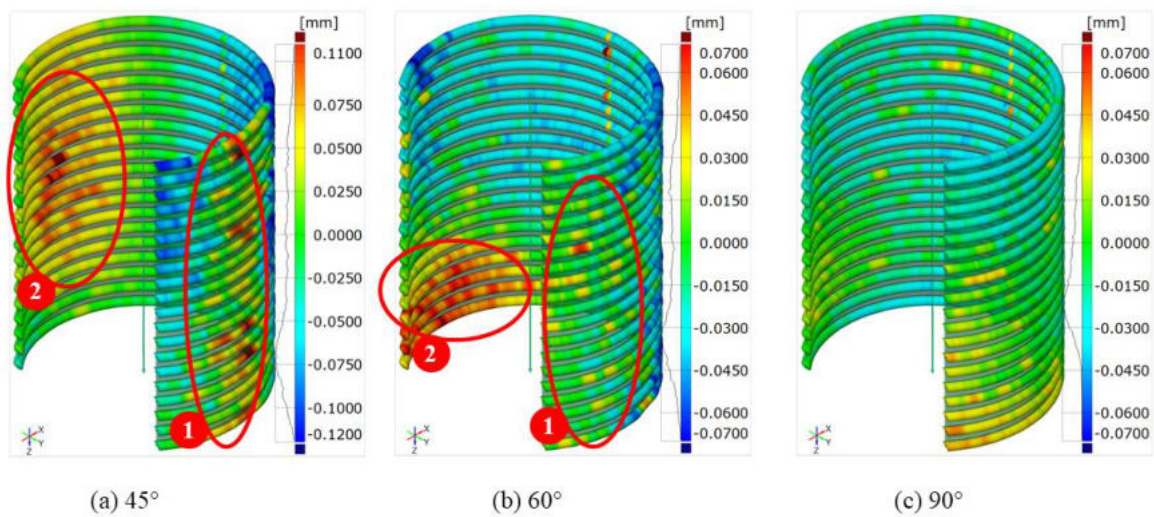 [mm]
0.1100
0.0750
0.0500
0.0250
0.0000
-0.0250
-0.0500
-0.0750
-0.1000
-0.1200
2
1
X
Y
Z
[mm]
0.0700
0.0600
0.0450
0.0300
0.0150
0.0000
-0.0150
-0.0300
-0.0450
-0.0600
-0.0700
2
1
X
Y
Z
[mm]
0.0700
0.0600
0.0450
0.0300
0.0150
0.0000
-0.0150
-0.0300
-0.0450
-0.0600
-0.0700
X
Y
Z
(a) 45°
(b) 60°
(c) 90°